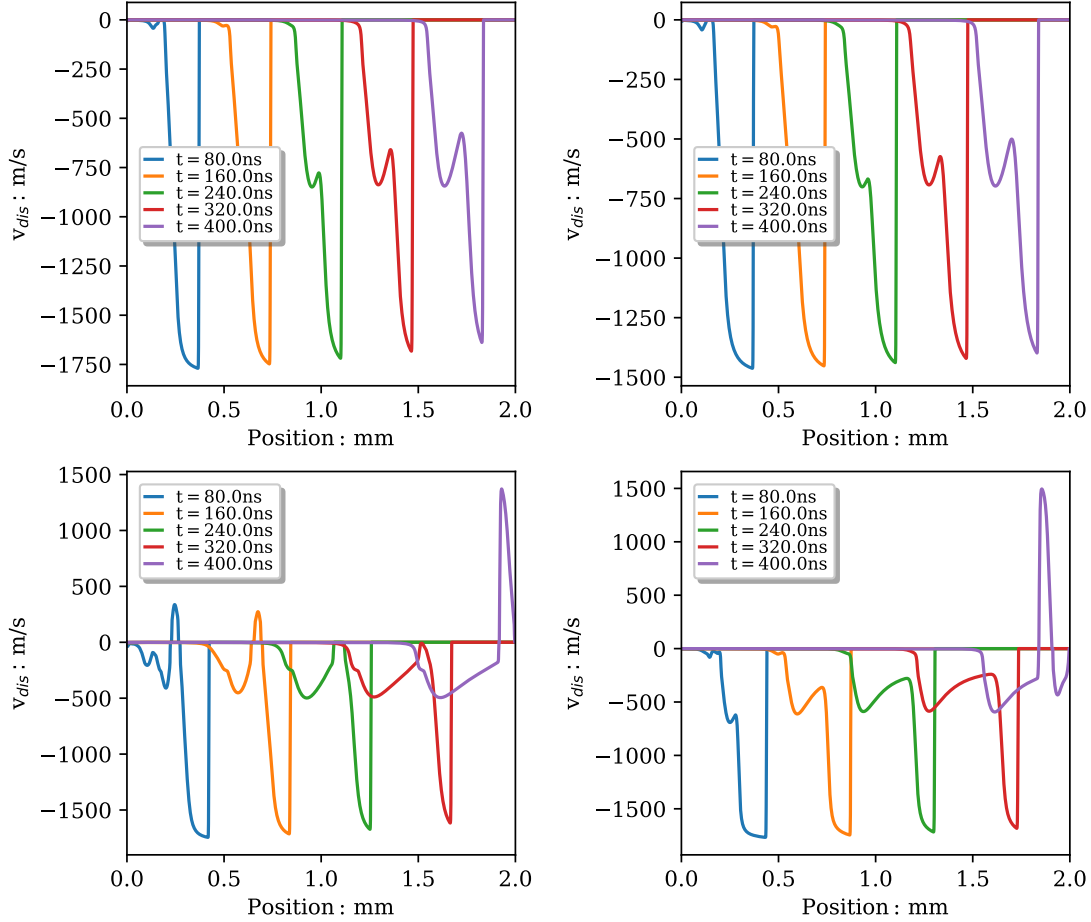 0
−250
−500
−750
−1000
−1250
−1500
−1750
v_dis : m/s
t = 80.0ns
t = 160.0ns
t = 240.0ns
t = 320.0ns
t = 400.0ns
0.0 0.5 1.0 1.5 2.0
Position : mm
0
−250
−500
−750
−1000
−1250
−1500
v_dis : m/s
t = 80.0ns
t = 160.0ns
t = 240.0ns
t = 320.0ns
t = 400.0ns
0.0 0.5 1.0 1.5 2.0
Position : mm
1500
1000
500
0
−500
−1000
−1500
v_dis : m/s
t = 80.0ns
t = 160.0ns
t = 240.0ns
t = 320.0ns
t = 400.0ns
0.0 0.5 1.0 1.5 2.0
Position : mm
1500
1000
500
0
−500
−1000
−1500
v_dis : m/s
t = 80.0ns
t = 160.0ns
t = 240.0ns
t = 320.0ns
t = 400.0ns
0.0 0.5 1.0 1.5 2.0
Position : mm